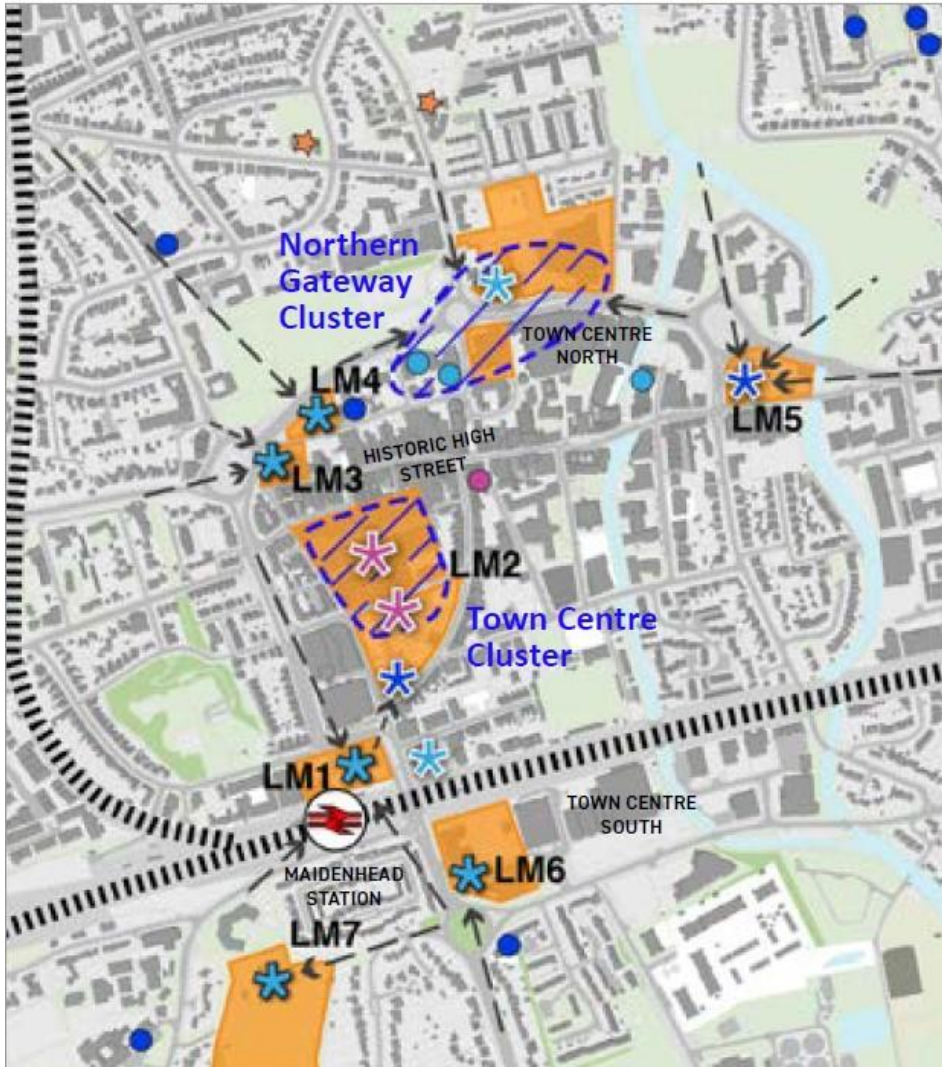 Northern
Gateway
Cluster
TOWN CENTRE
NORTH
LM4
LM5
HISTORIC HIGH
STREET
LM3
LM2
Town Centre
Cluster
LM1
TOWN CENTRE
SOUTH
MAIDENHEAD
STATION
LM6
LM7